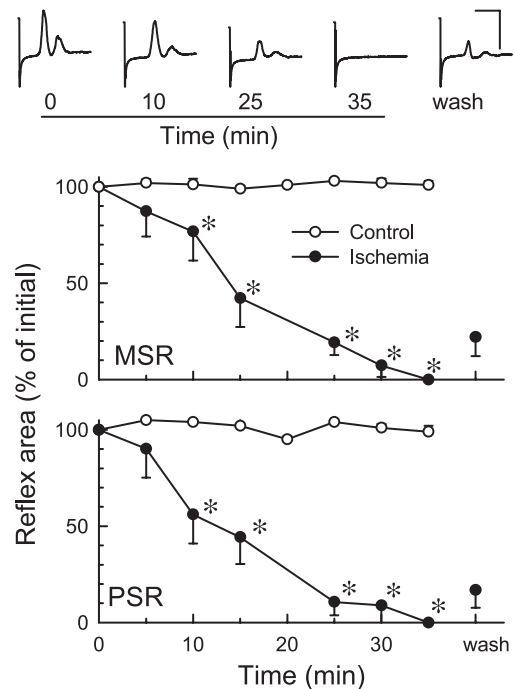 0 10 25 35 wash
Time (min)
100
Control
Ischemia
50
MSR
0
Reflex area (% of initial)
* * * * *
100
50
PSR
0
* * * * *
0 10 20 30 wash
Time (min)